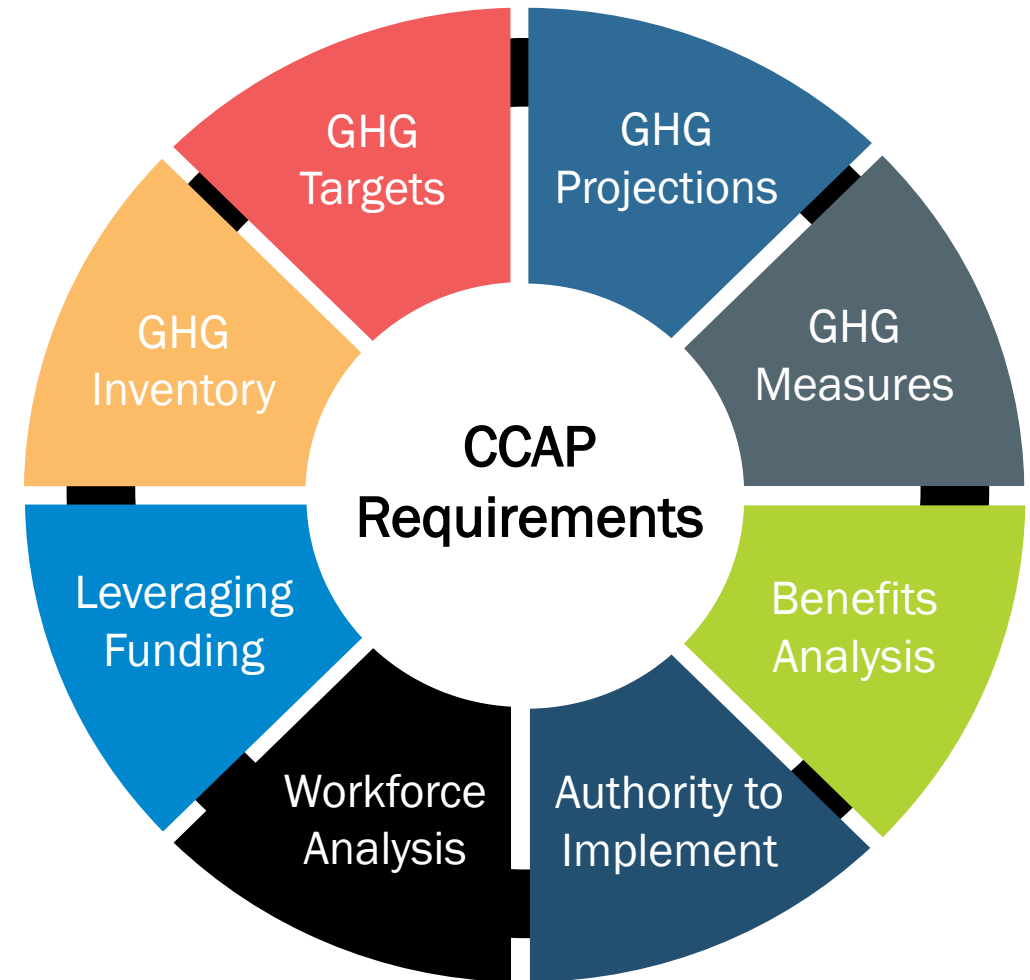 GHG
Targets
GHG
Projections
GHG
Measures
Benefits
Analysis
Authority to
Implement
Workforce
Analysis
Leveraging
Funding
GHG
Inventory
CCAP
Requirements